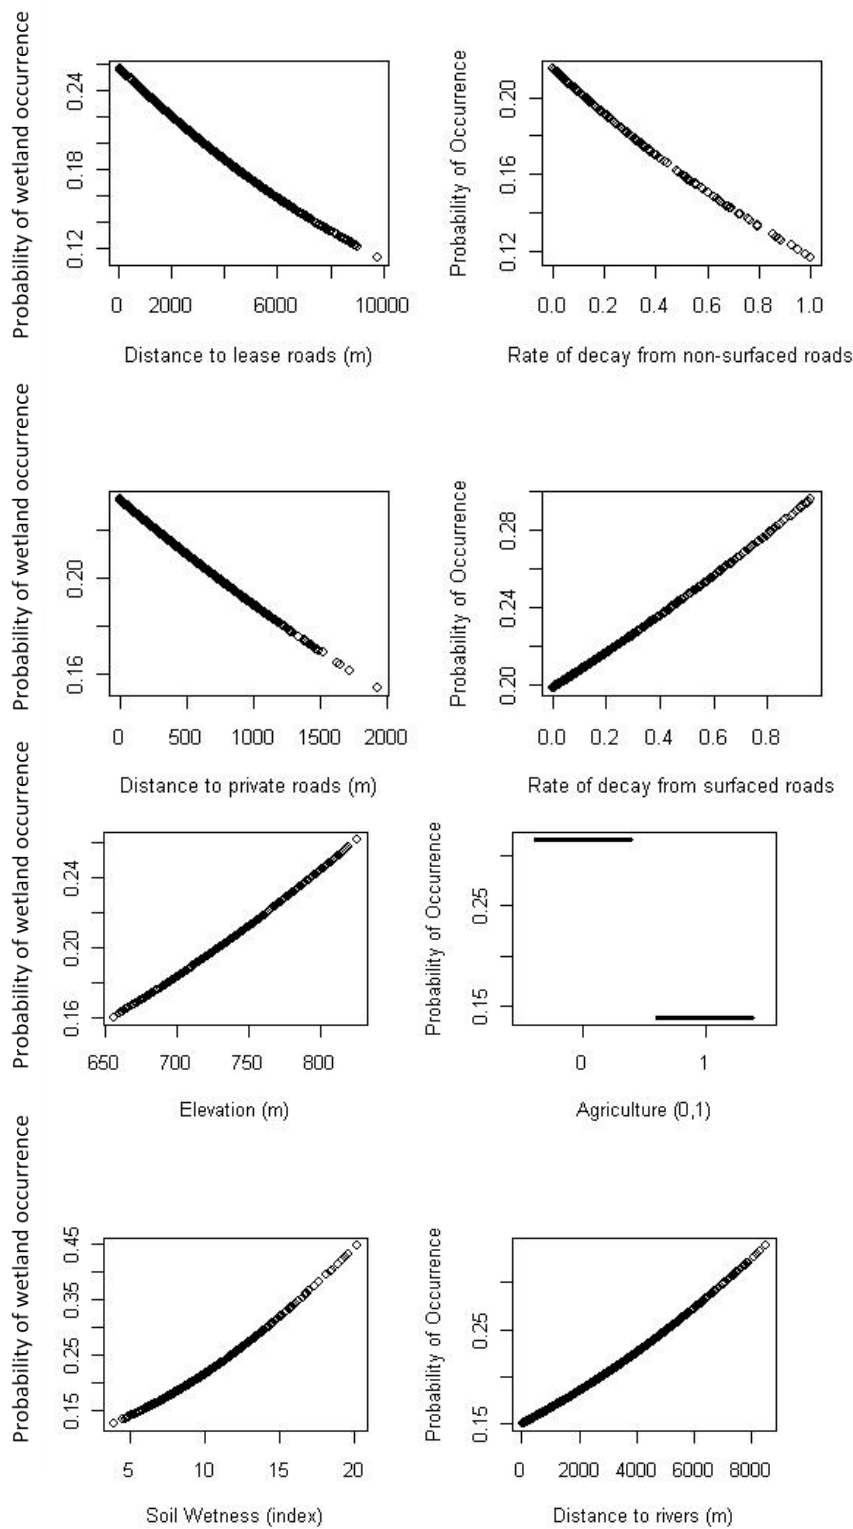 Probability of wetland occurrence
0.12 0.18 0.24
0 2000 6000 10000
Distance to lease roads (m)
Probability of Occurrence
0.12 0.16 0.20
0.0 0.2 0.4 0.6 0.8 1.0
Rate of decay from non-surfaced roads
Probability of wetland occurrence
0.16 0.20
0 500 1000 1500 2000
Distance to private roads (m)
Probability of Occurrence
0.20 0.24 0.28
0.0 0.2 0.4 0.6 0.8
Rate of decay from surfaced roads
Probability of wetland occurrence
0.16 0.20 0.24
650 700 750 800
Elevation (m)
Probability of Occurrence
0.15 0.25
0 1
Agriculture (0,1)
Probability of wetland occurrence
0.15 0.25 0.35 0.45
5 10 15 20
Soil Wetness (index)
Probability of Occurrence
0.15 0.25
0 2000 4000 6000 8000
Distance to rivers (m)